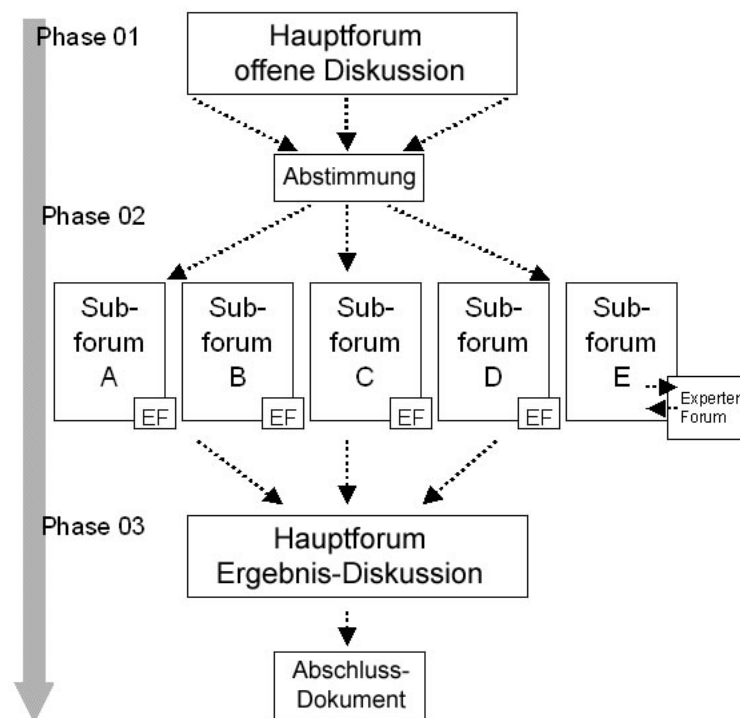 Phase 01
Hauptforum
offene Diskussion
Abstimmung
Phase 02
Sub-
forum
A
EF
Sub-
forum
B
EF
Sub-
forum
C
EF
Sub-
forum
D
EF
Sub-
forum
E
Experten
Forum
Phase 03
Hauptforum
Ergebnis-Diskussion
Abschluss-
Dokument